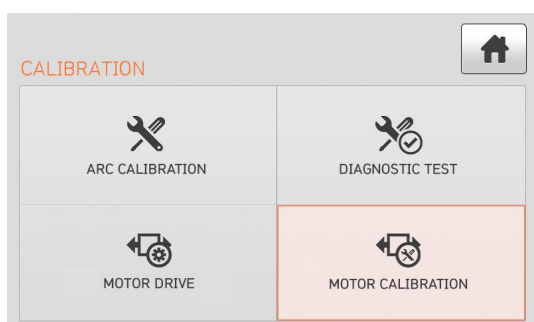 CALIBRATION
ARC CALIBRATION
DIAGNOSTIC TEST
MOTOR DRIVE
MOTOR CALIBRATION